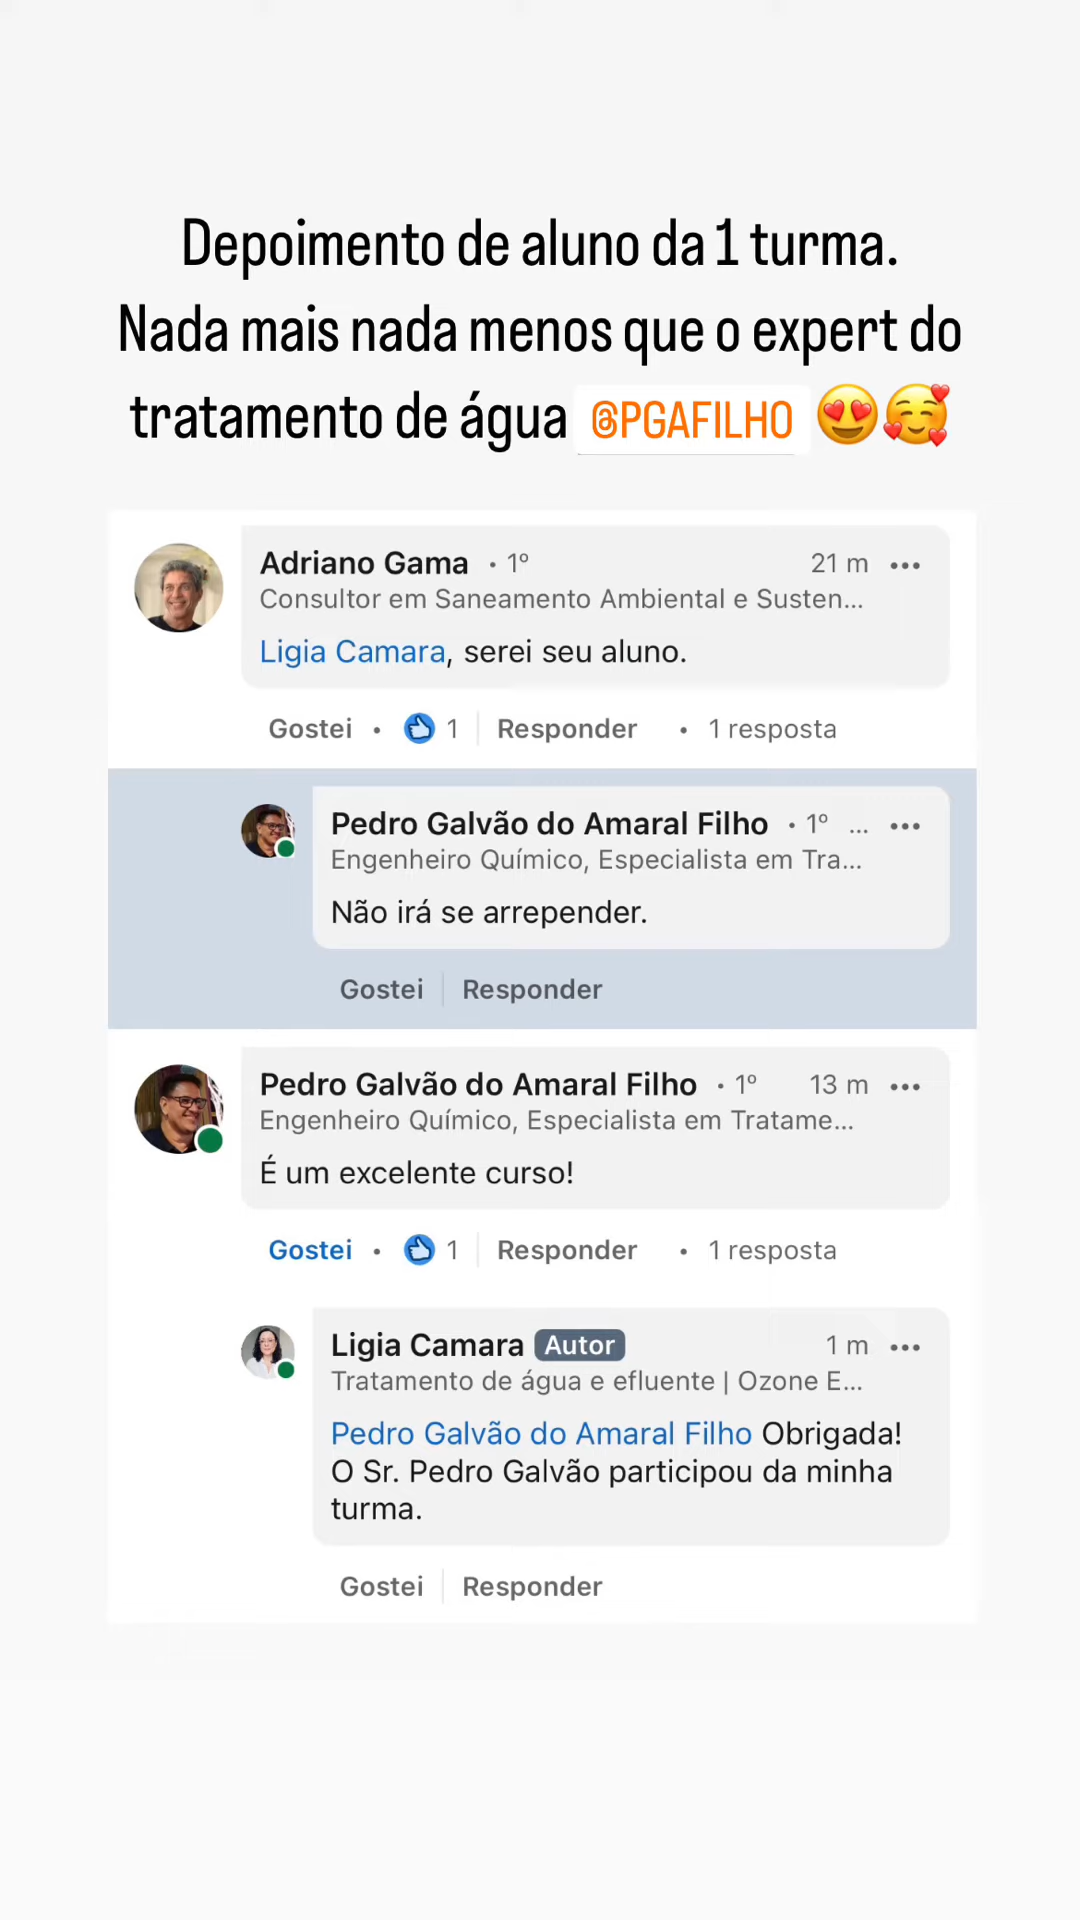 Depoimento de aluno da 1 turma.
Nada mais nada menos que o expert do
tratamento de água @PGAFILHO 😍🥰
Adriano Gama • 1º 21 m •••
Consultor em Saneamento Ambiental e Susten...
Ligia Camara, serei seu aluno.
Gostei • 1 Responder • 1 resposta
Pedro Galvão do Amaral Filho • 1º ... •••
Engenheiro Químico, Especialista em Tra...
Não irá se arrepender.
Gostei Responder
Pedro Galvão do Amaral Filho • 1º 13 m •••
Engenheiro Químico, Especialista em Tratame...
É um excelente curso!
Gostei • 1 Responder • 1 resposta
Ligia Camara Autor 1 m •••
Tratamento de água e efluente | Ozone E...
Pedro Galvão do Amaral Filho Obrigada!
O Sr. Pedro Galvão participou da minha
turma.
Gostei Responder